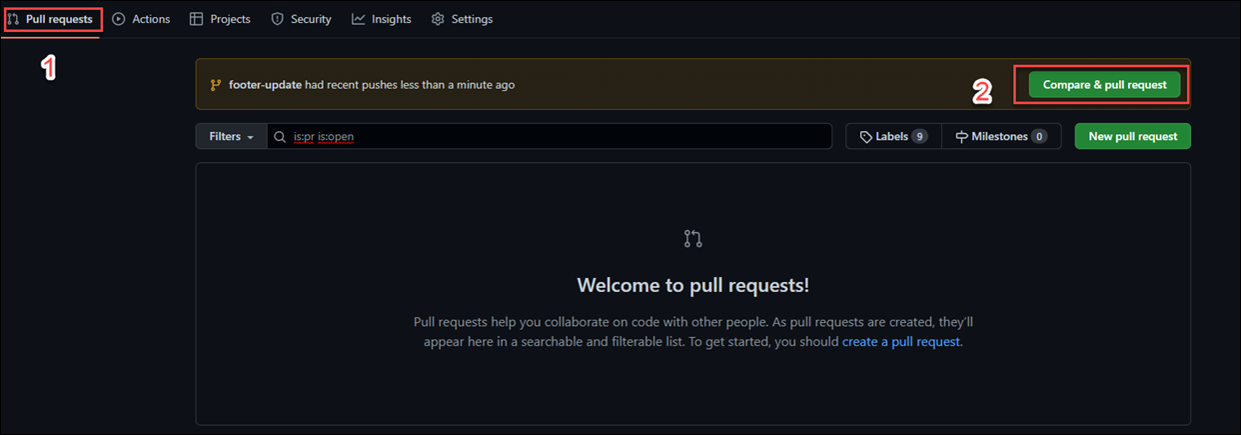 Pull requests Actions Projects Security Insights Settings
1
footer-update had recent pushes less than a minute ago 2 Compare & pull request
Filters is:pr is:open Labels 9 Milestones 0 New pull request
Welcome to pull requests!
Pull requests help you collaborate on code with other people. As pull requests are created, they'll
appear here in a searchable and filterable list. To get started, you should create a pull request.